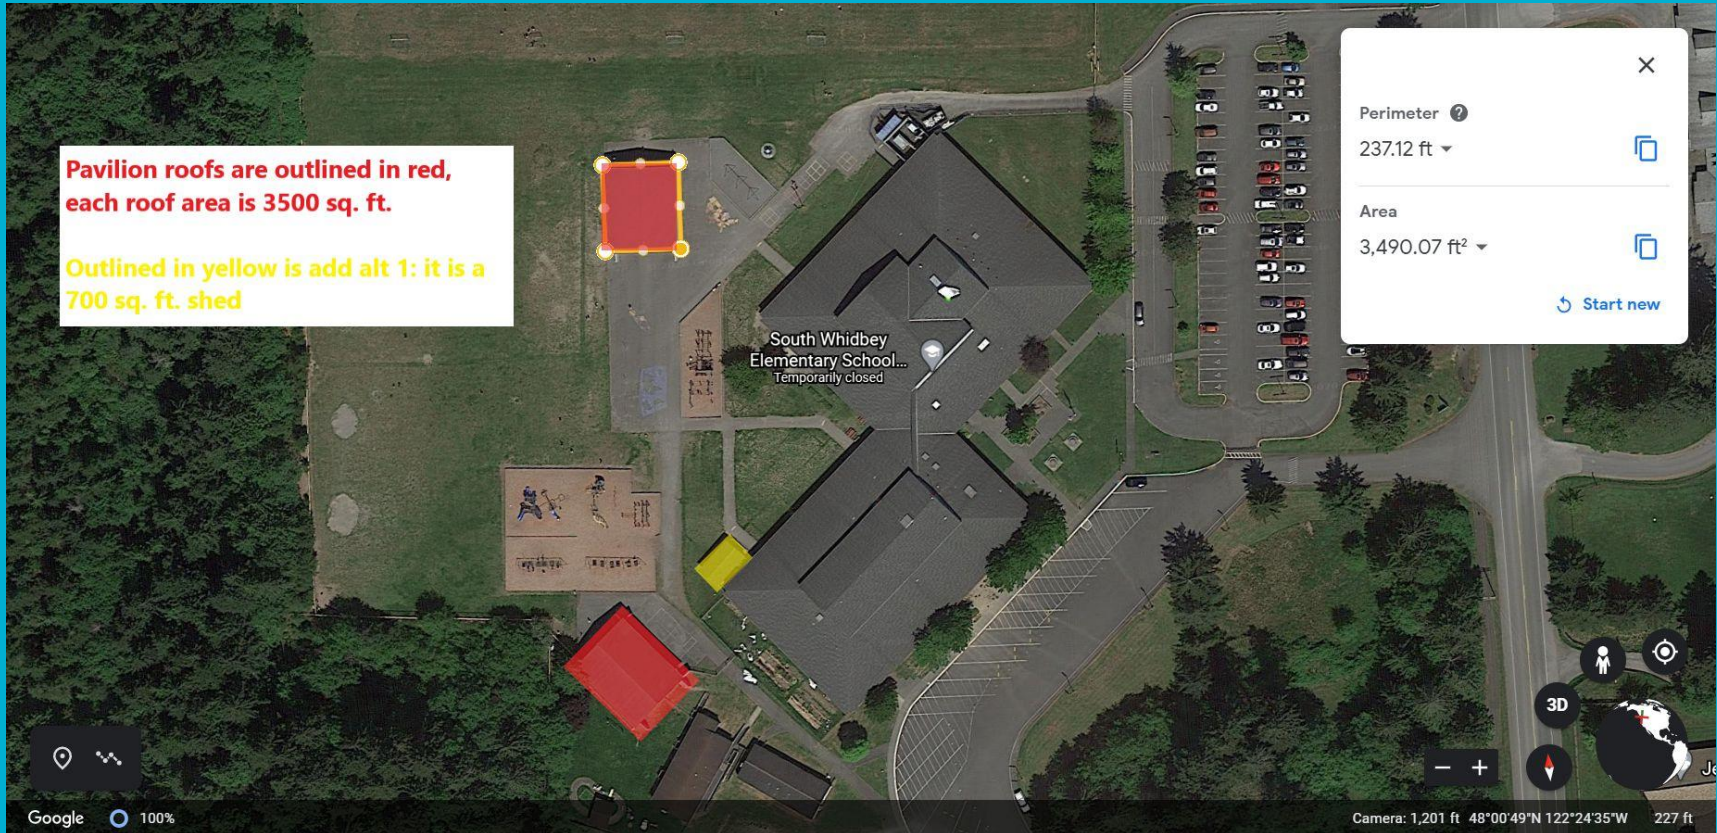 Pavilion roofs are outlined in red,
each roof area is 3500 sq. ft.
Outlined in yellow is add alt 1: it is a
700 sq. ft. shed
Perimeter
237.12 ft
Area
3,490.07 ft²
Start new
South Whidbey
Elementary School...
Temporarily closed
3D
Google
100%
Camera: 1,201 ft 48°00'49"N 122°24'35"W 227 ft